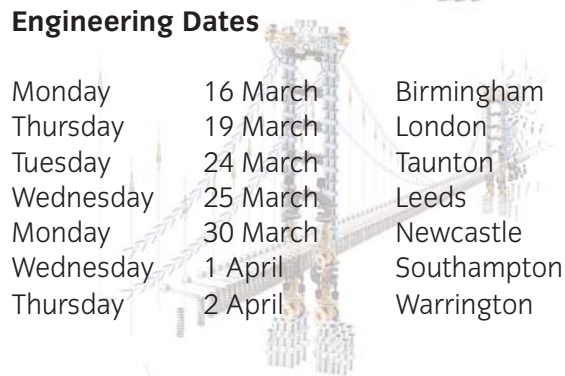 Engineering Dates
Monday 16 March Birmingham
Thursday 19 March London
Tuesday 24 March Taunton
Wednesday 25 March Leeds
Monday 30 March Newcastle
Wednesday 1 April Southampton
Thursday 2 April Warrington